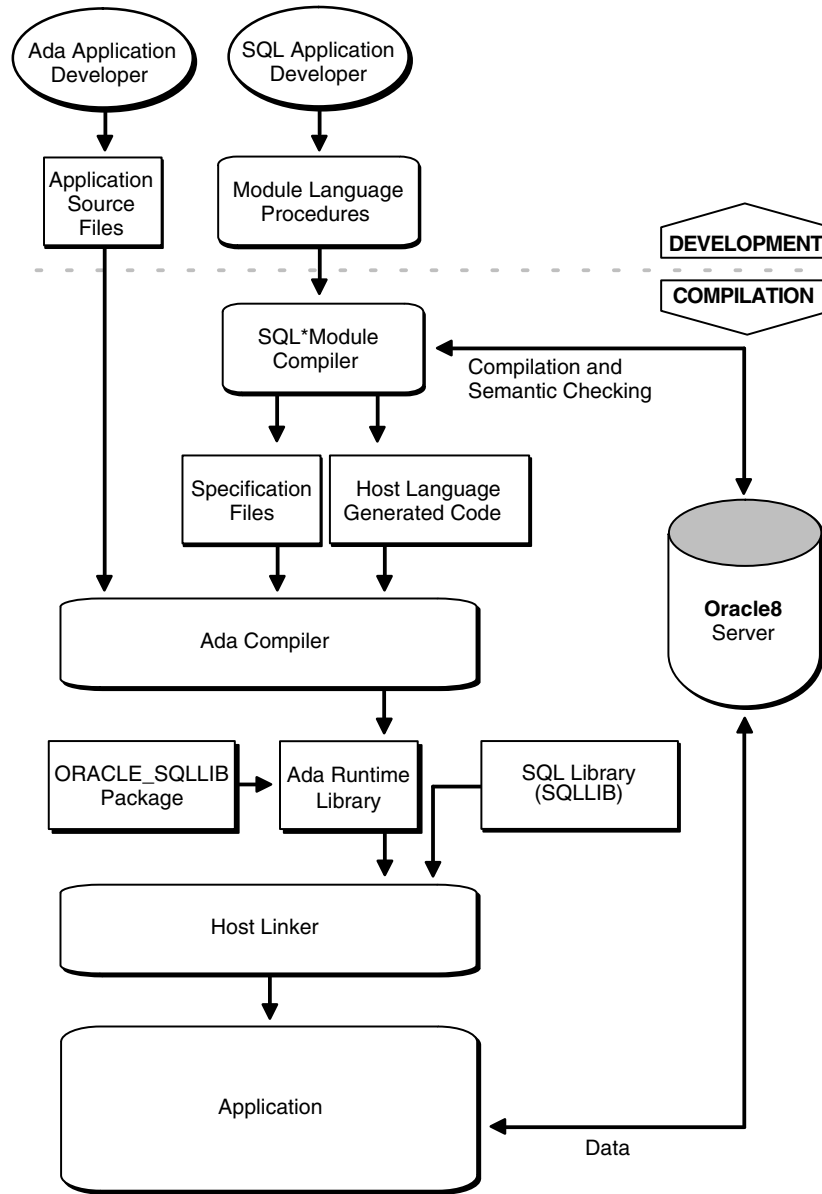 Ada Application
Developer
SQL Application
Developer
Application
Source
Files
Module Language
Procedures
DEVELOPMENT
COMPILATION
SQL*Module
Compiler
Compilation and
Semantic Checking
Specification
Files
Host Language
Generated Code
Oracle8
Server
Ada Compiler
ORACLE_SQLLIB
Package
Ada Runtime
Library
SQL Library
(SQLLIB)
Host Linker
Application
Data